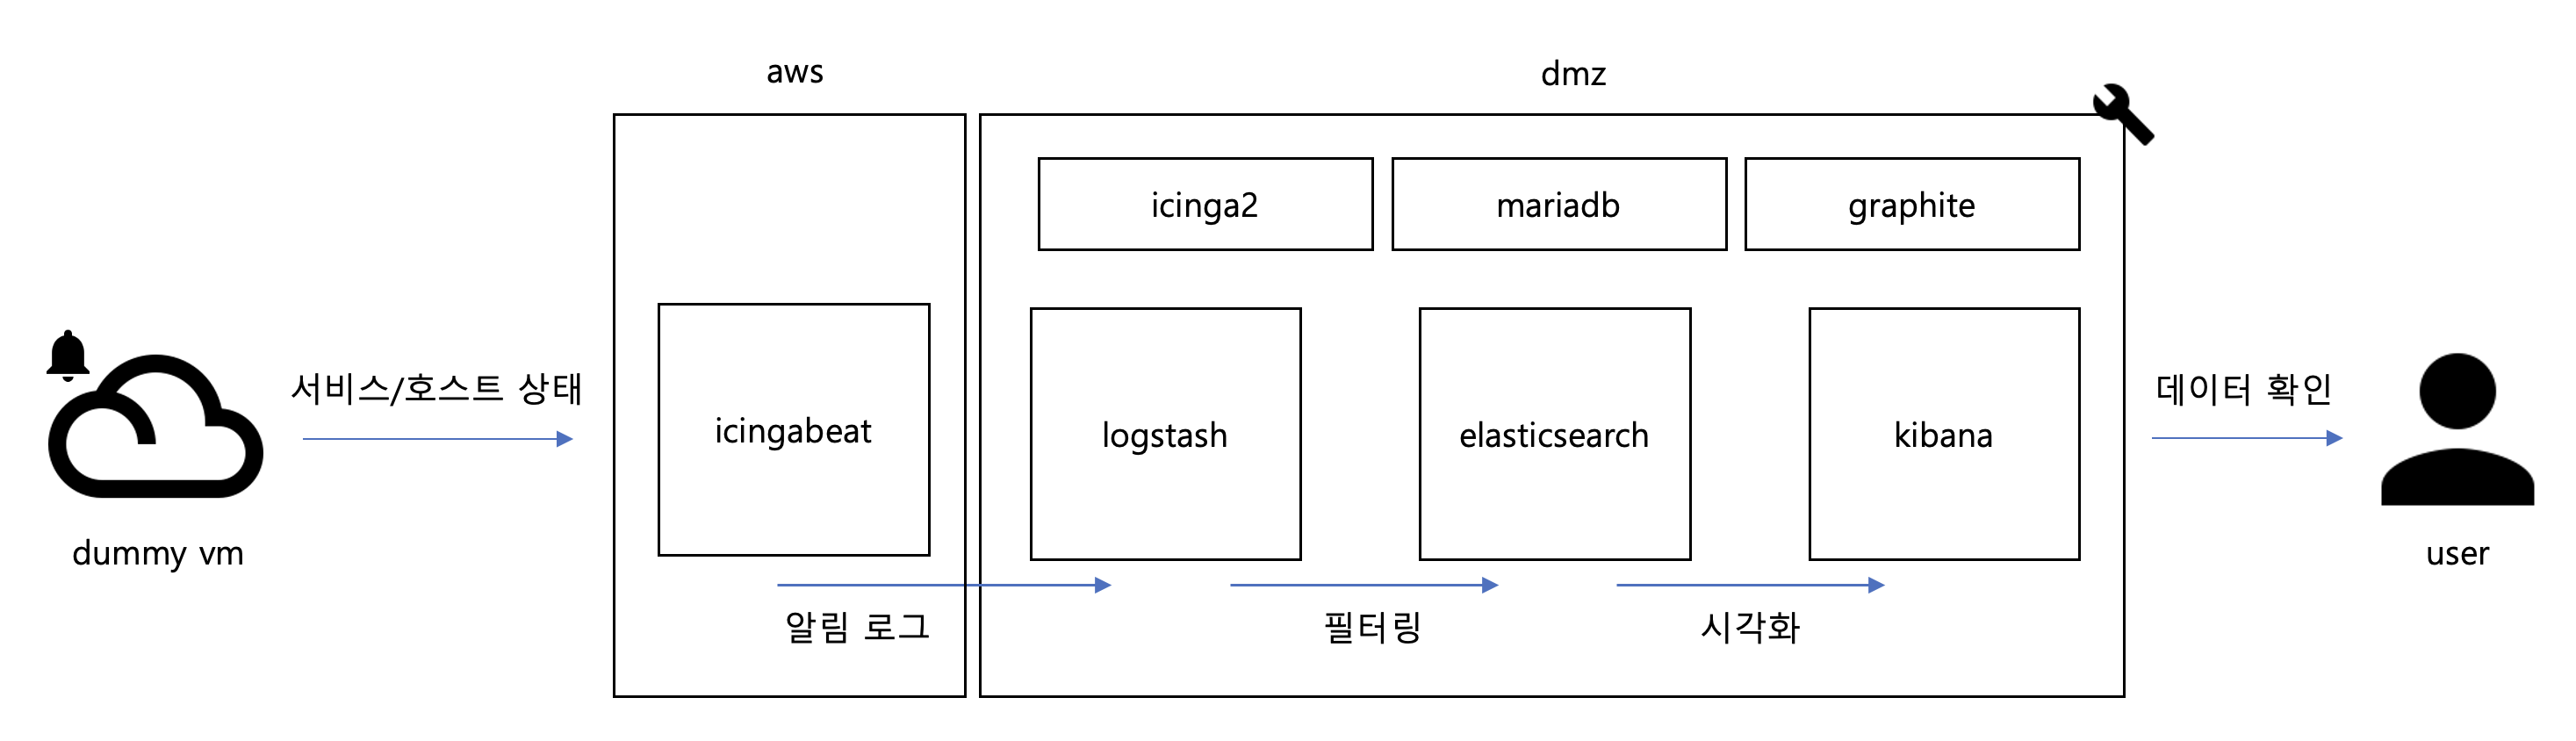 aws
dmz
icinga2
mariadb
graphite
서비스/호스트 상태
데이터 확인
icingabeat
logstash
elasticsearch
kibana
dummy vm
user
알림 로그
필터링
시각화